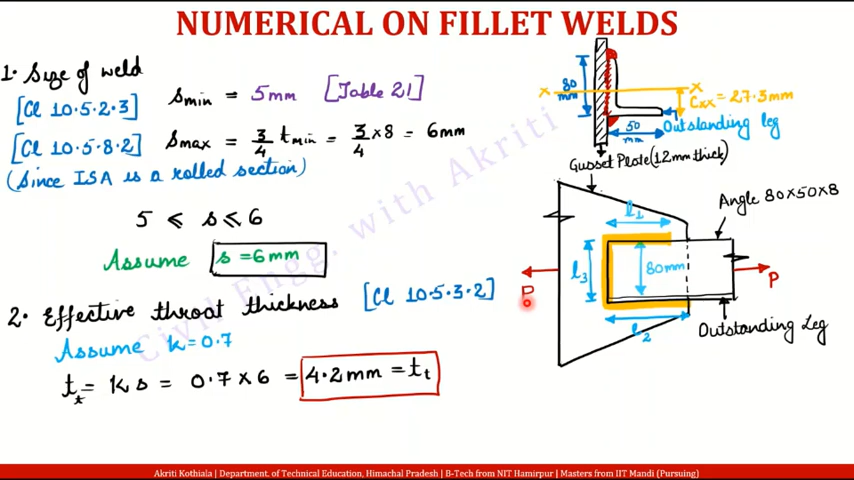 NUMERICAL ON FILLET WELDS
1. Size of weld
[Cl 10.5.2.3]
Smin = 5mm [Table 21]
[Cl 10.5.8.2]
Smax = 3/4 tmin = 3/4 × 8 = 6mm
(Since ISA is a rolled section)
5 ≤ s ≤ 6
Assume s = 6mm
2. Effective throat thickness [Cl 10.5.3.2]
Assume k = 0.7
tt = KS = 0.7 × 6 = 4.2mm = tt
80 mm
x
x
Cxx = 27.3mm
50 mm
Outstanding leg
Gusset Plate (12mm thick)
Angle 80×50×8
l1
l3
80mm
P
P
l2
Outstanding Leg
Civil Engg. with Akriti
Akriti Kothiala | Department. of Technical Education, Himachal Pradesh | B-Tech from NIT Hamirpur | Masters from IIT Mandi (Pursuing)